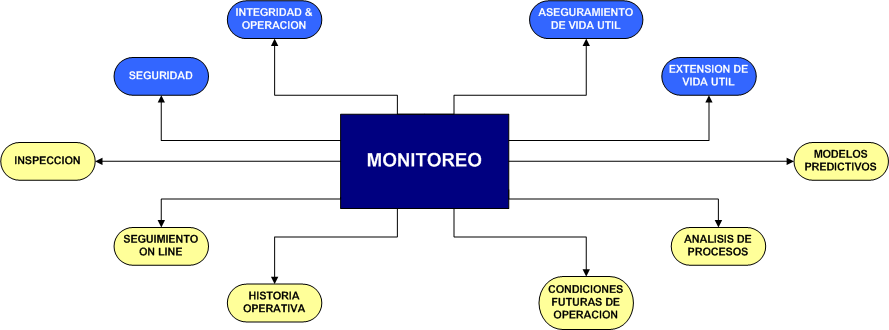 INTEGRIDAD &
OPERACION
ASEGURAMIENTO
DE VIDA UTIL
SEGURIDAD
EXTENSION DE
VIDA UTIL
INSPECCION
MONITOREO
MODELOS
PREDICTIVOS
SEGUIMIENTO
ON LINE
ANALISIS DE
PROCESOS
HISTORIA
OPERATIVA
CONDICIONES
FUTURAS DE
OPERACION